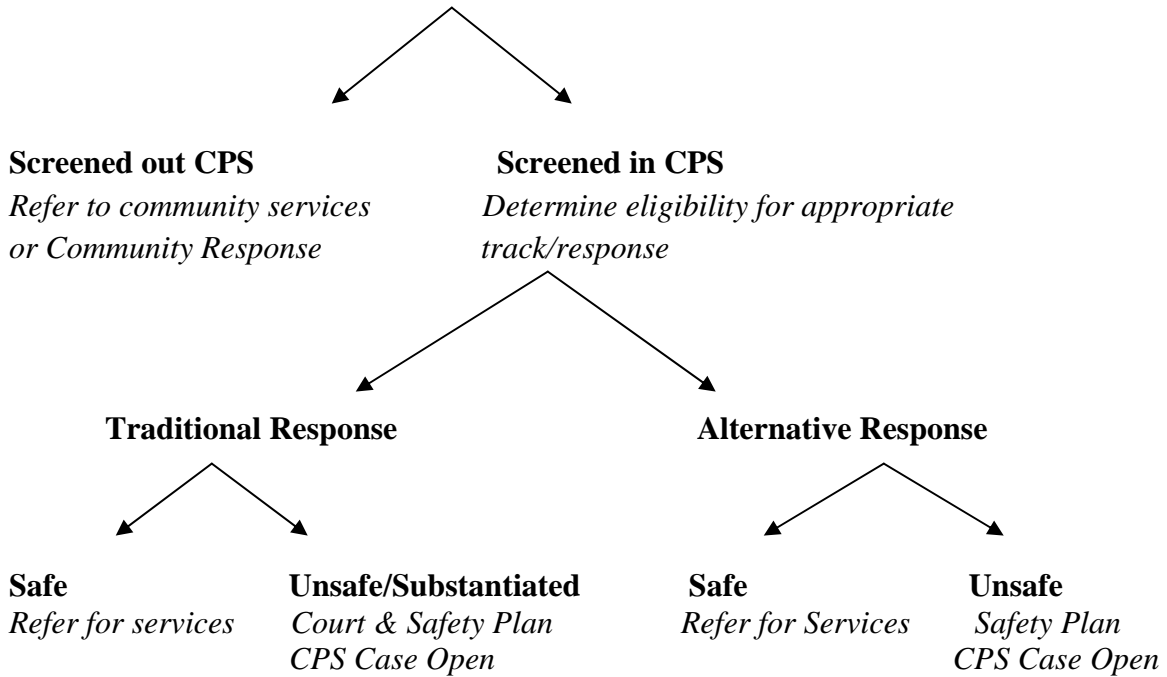 Screened out CPS
Refer to community services
or Community Response
Screened in CPS
Determine eligibility for appropriate
track/response
Traditional Response
Alternative Response
Safe
Refer for services
Unsafe/Substantiated
Court & Safety Plan
CPS Case Open
Safe
Refer for Services
Unsafe
Safety Plan
CPS Case Open